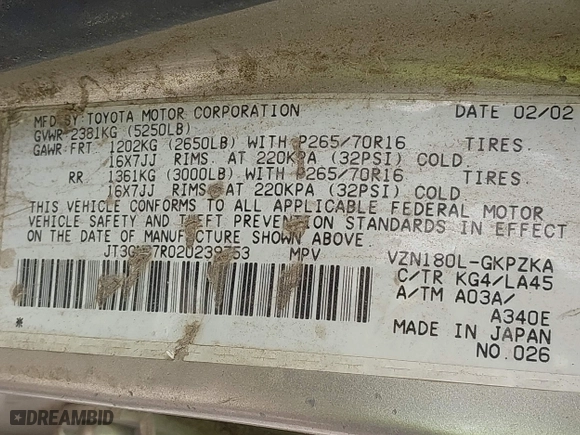 MFD BY:TOYOTA MOTOR CORPORATION DATE 02/02
GVWR 2381KG (5250LB)
GAWR FRT. 1202KG (2650LB) WITH P265/70R16 TIRES.
16X7JJ RIMS. AT 220KPA (32PSI) COLD.
RR. 1361KG (3000LB) WITH P265/70R16 TIRES.
16X7JJ RIMS. AT 220KPA (32PSI) COLD.
THIS VEHICLE CONFORMS TO ALL APPLICABLE FEDERAL MOTOR
VEHICLE SAFETY AND THEFT PREVENTION STANDARDS IN EFFECT
ON THE DATE OF MANUFACTURE SHOWN ABOVE.
MPV VZN180L-GKPZKA
C/TR KG4/LA45
A/TM A03A/
A340E
MADE IN JAPAN
NO.026
DREAMBID